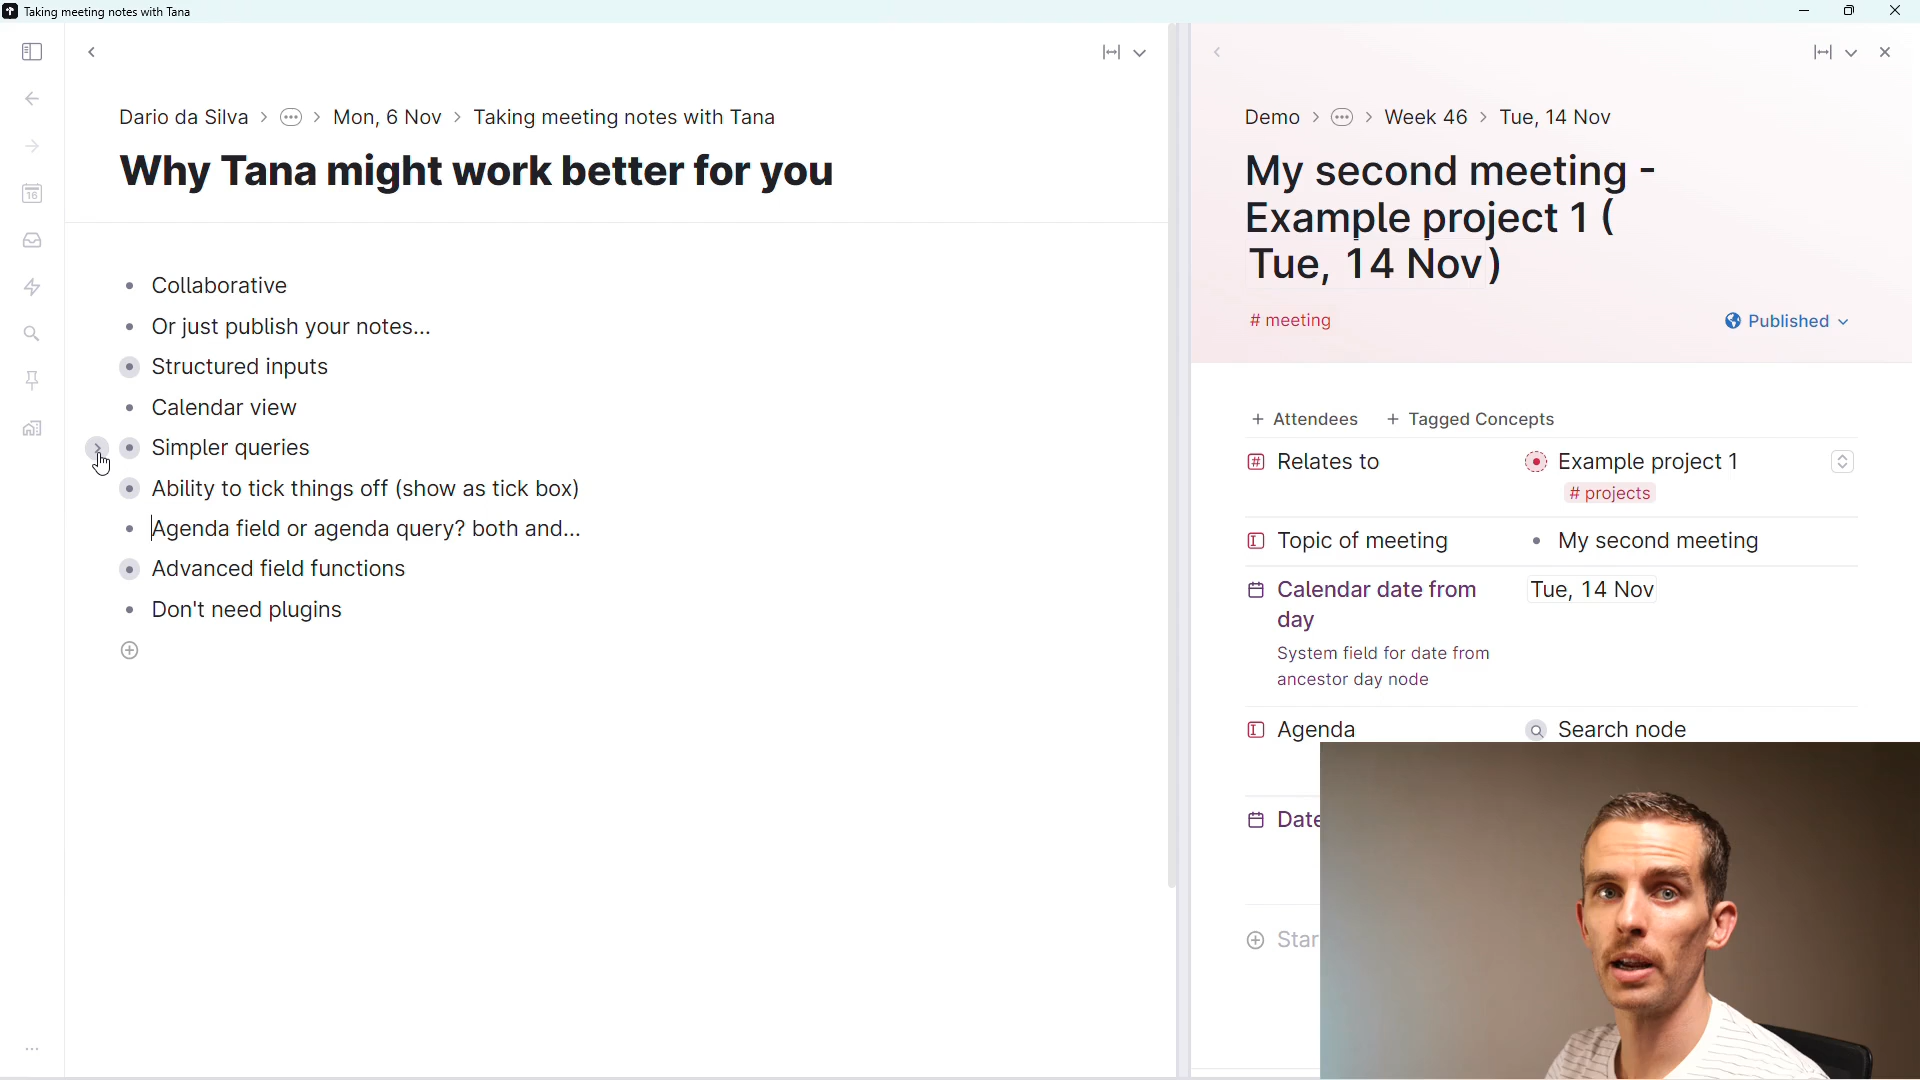 Taking meeting notes with Tana
Dario da Silva > ... > Mon, 6 Nov > Taking meeting notes with Tana
Why Tana might work better for you
16
Collaborative
Or just publish your notes...
Structured inputs
Calendar view
Simpler queries
Ability to tick things off (show as tick box)
Agenda field or agenda query? both and...
Advanced field functions
Don't need plugins
Demo > ... > Week 46 > Tue, 14 Nov
My second meeting -
Example project 1 (
Tue, 14 Nov)
# meeting
Published
+ Attendees + Tagged Concepts
Relates to Example project 1
# projects
Topic of meeting My second meeting
Calendar date from Tue, 14 Nov
day
System field for date from
ancestor day node
Agenda Search node
Date
Star